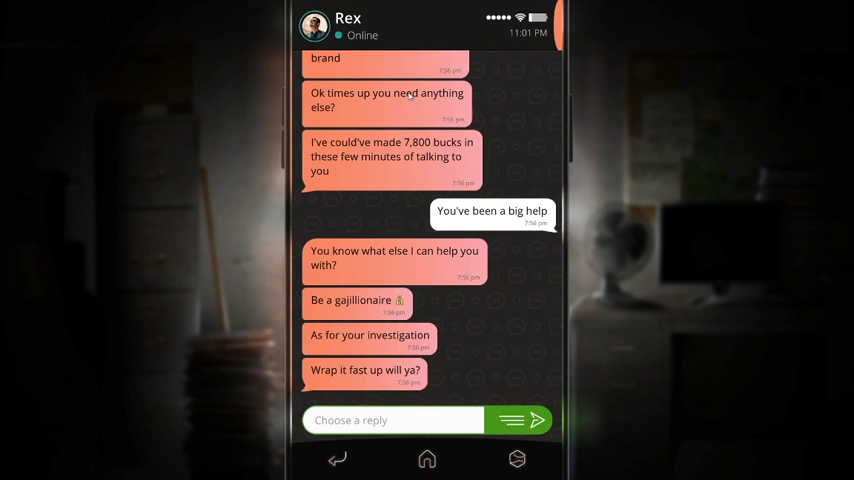 Rex
Online
11:01 PM
brand
7:56 pm
Ok times up you need anything
else?
7:56 pm
I've could've made 7,800 bucks in
these few minutes of talking to
you
7:56 pm
You've been a big help
7:56 pm
You know what else I can help you
with?
7:56 pm
Be a gajillionaire 💰
7:56 pm
As for your investigation
7:56 pm
Wrap it fast up will ya?
7:56 pm
Choose a reply